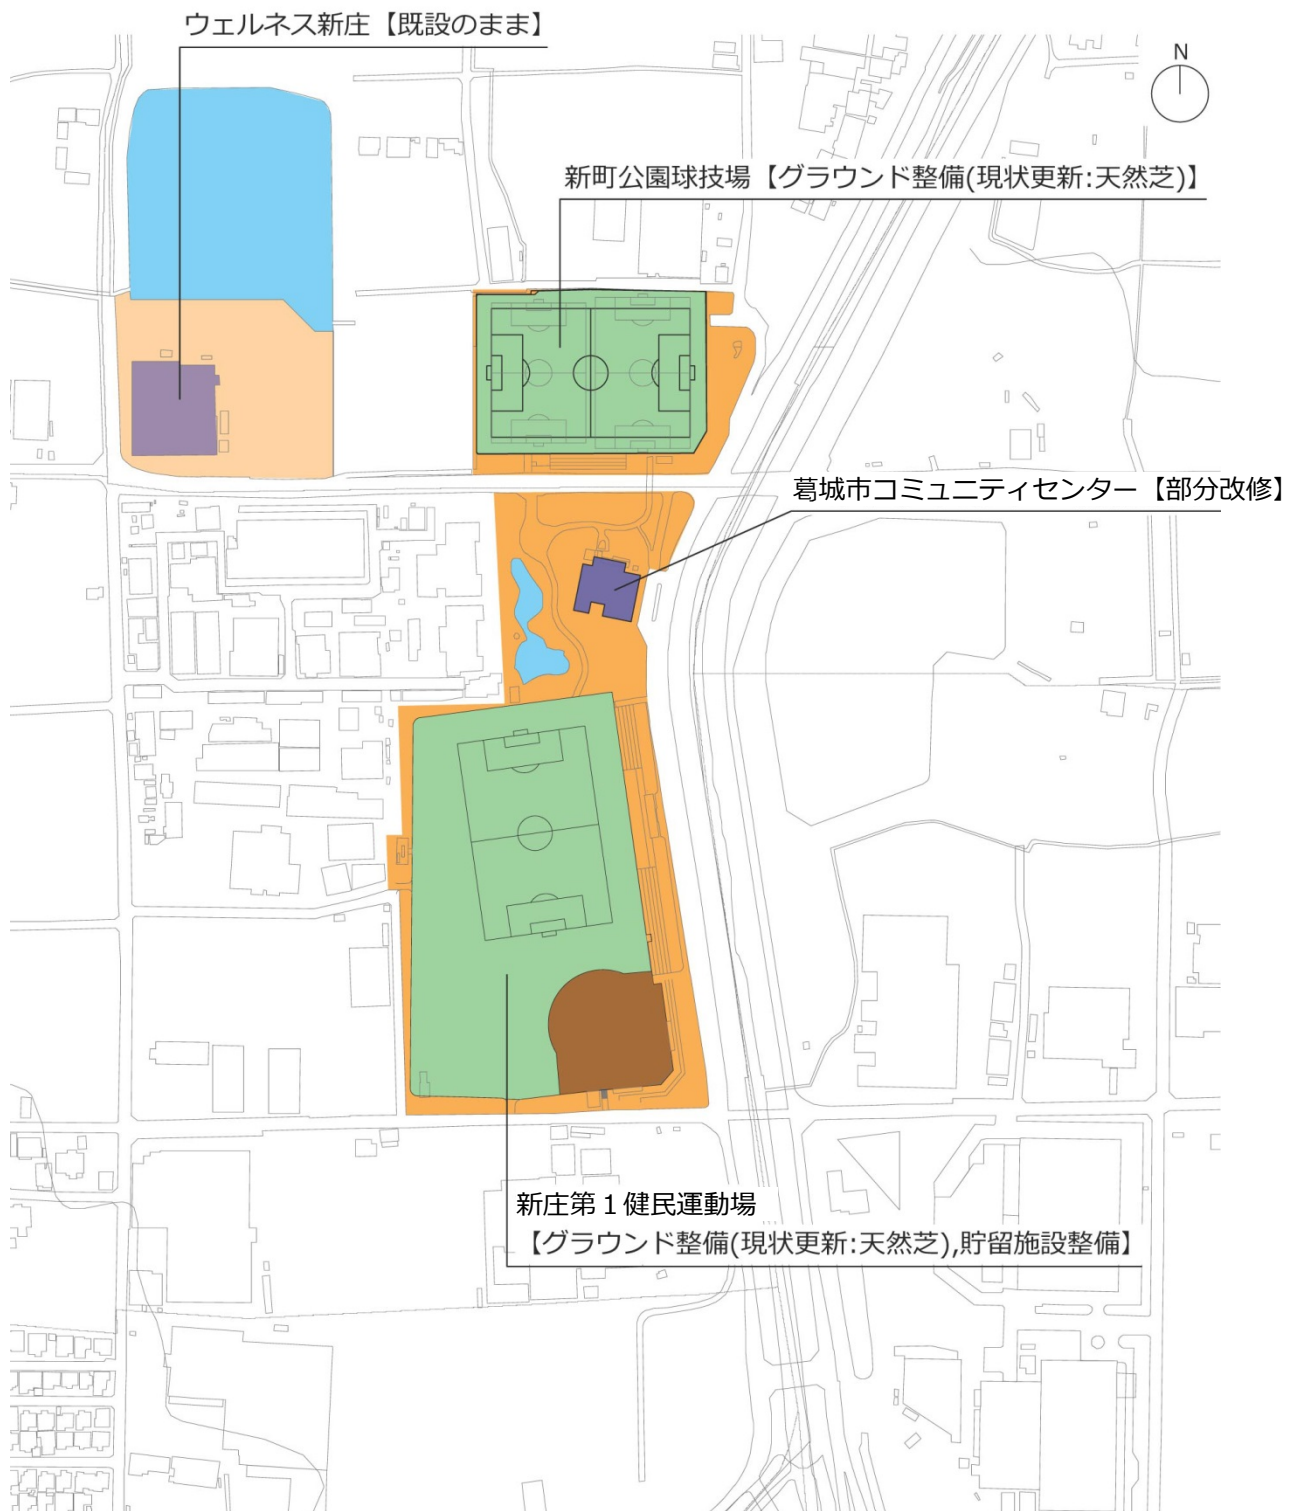 ウェルネス新庄【既設のまま】
N
新町公園球技場【グラウンド整備(現状更新:天然芝)】
葛城市コミュニティセンター【部分改修】
新庄第1健民運動場
【グラウンド整備(現状更新:天然芝),貯留施設整備】